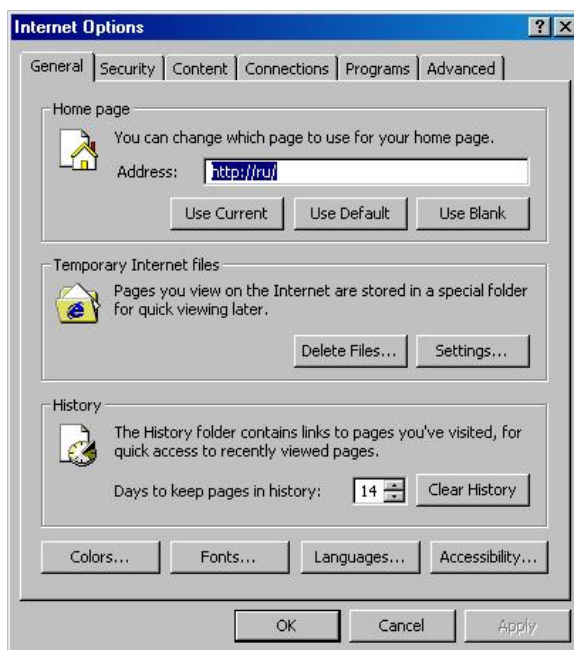 Internet Options
General Security Content Connections Programs Advanced
Home page
You can change which page to use for your home page.
Address: http://ru/
Use Current Use Default Use Blank
Temporary Internet files
Pages you view on the Internet are stored in a special folder
for quick viewing later.
Delete Files... Settings...
History
The History folder contains links to pages you've visited, for
quick access to recently viewed pages.
Days to keep pages in history: 14 Clear History
Colors... Fonts... Languages... Accessibility...
OK Cancel Apply